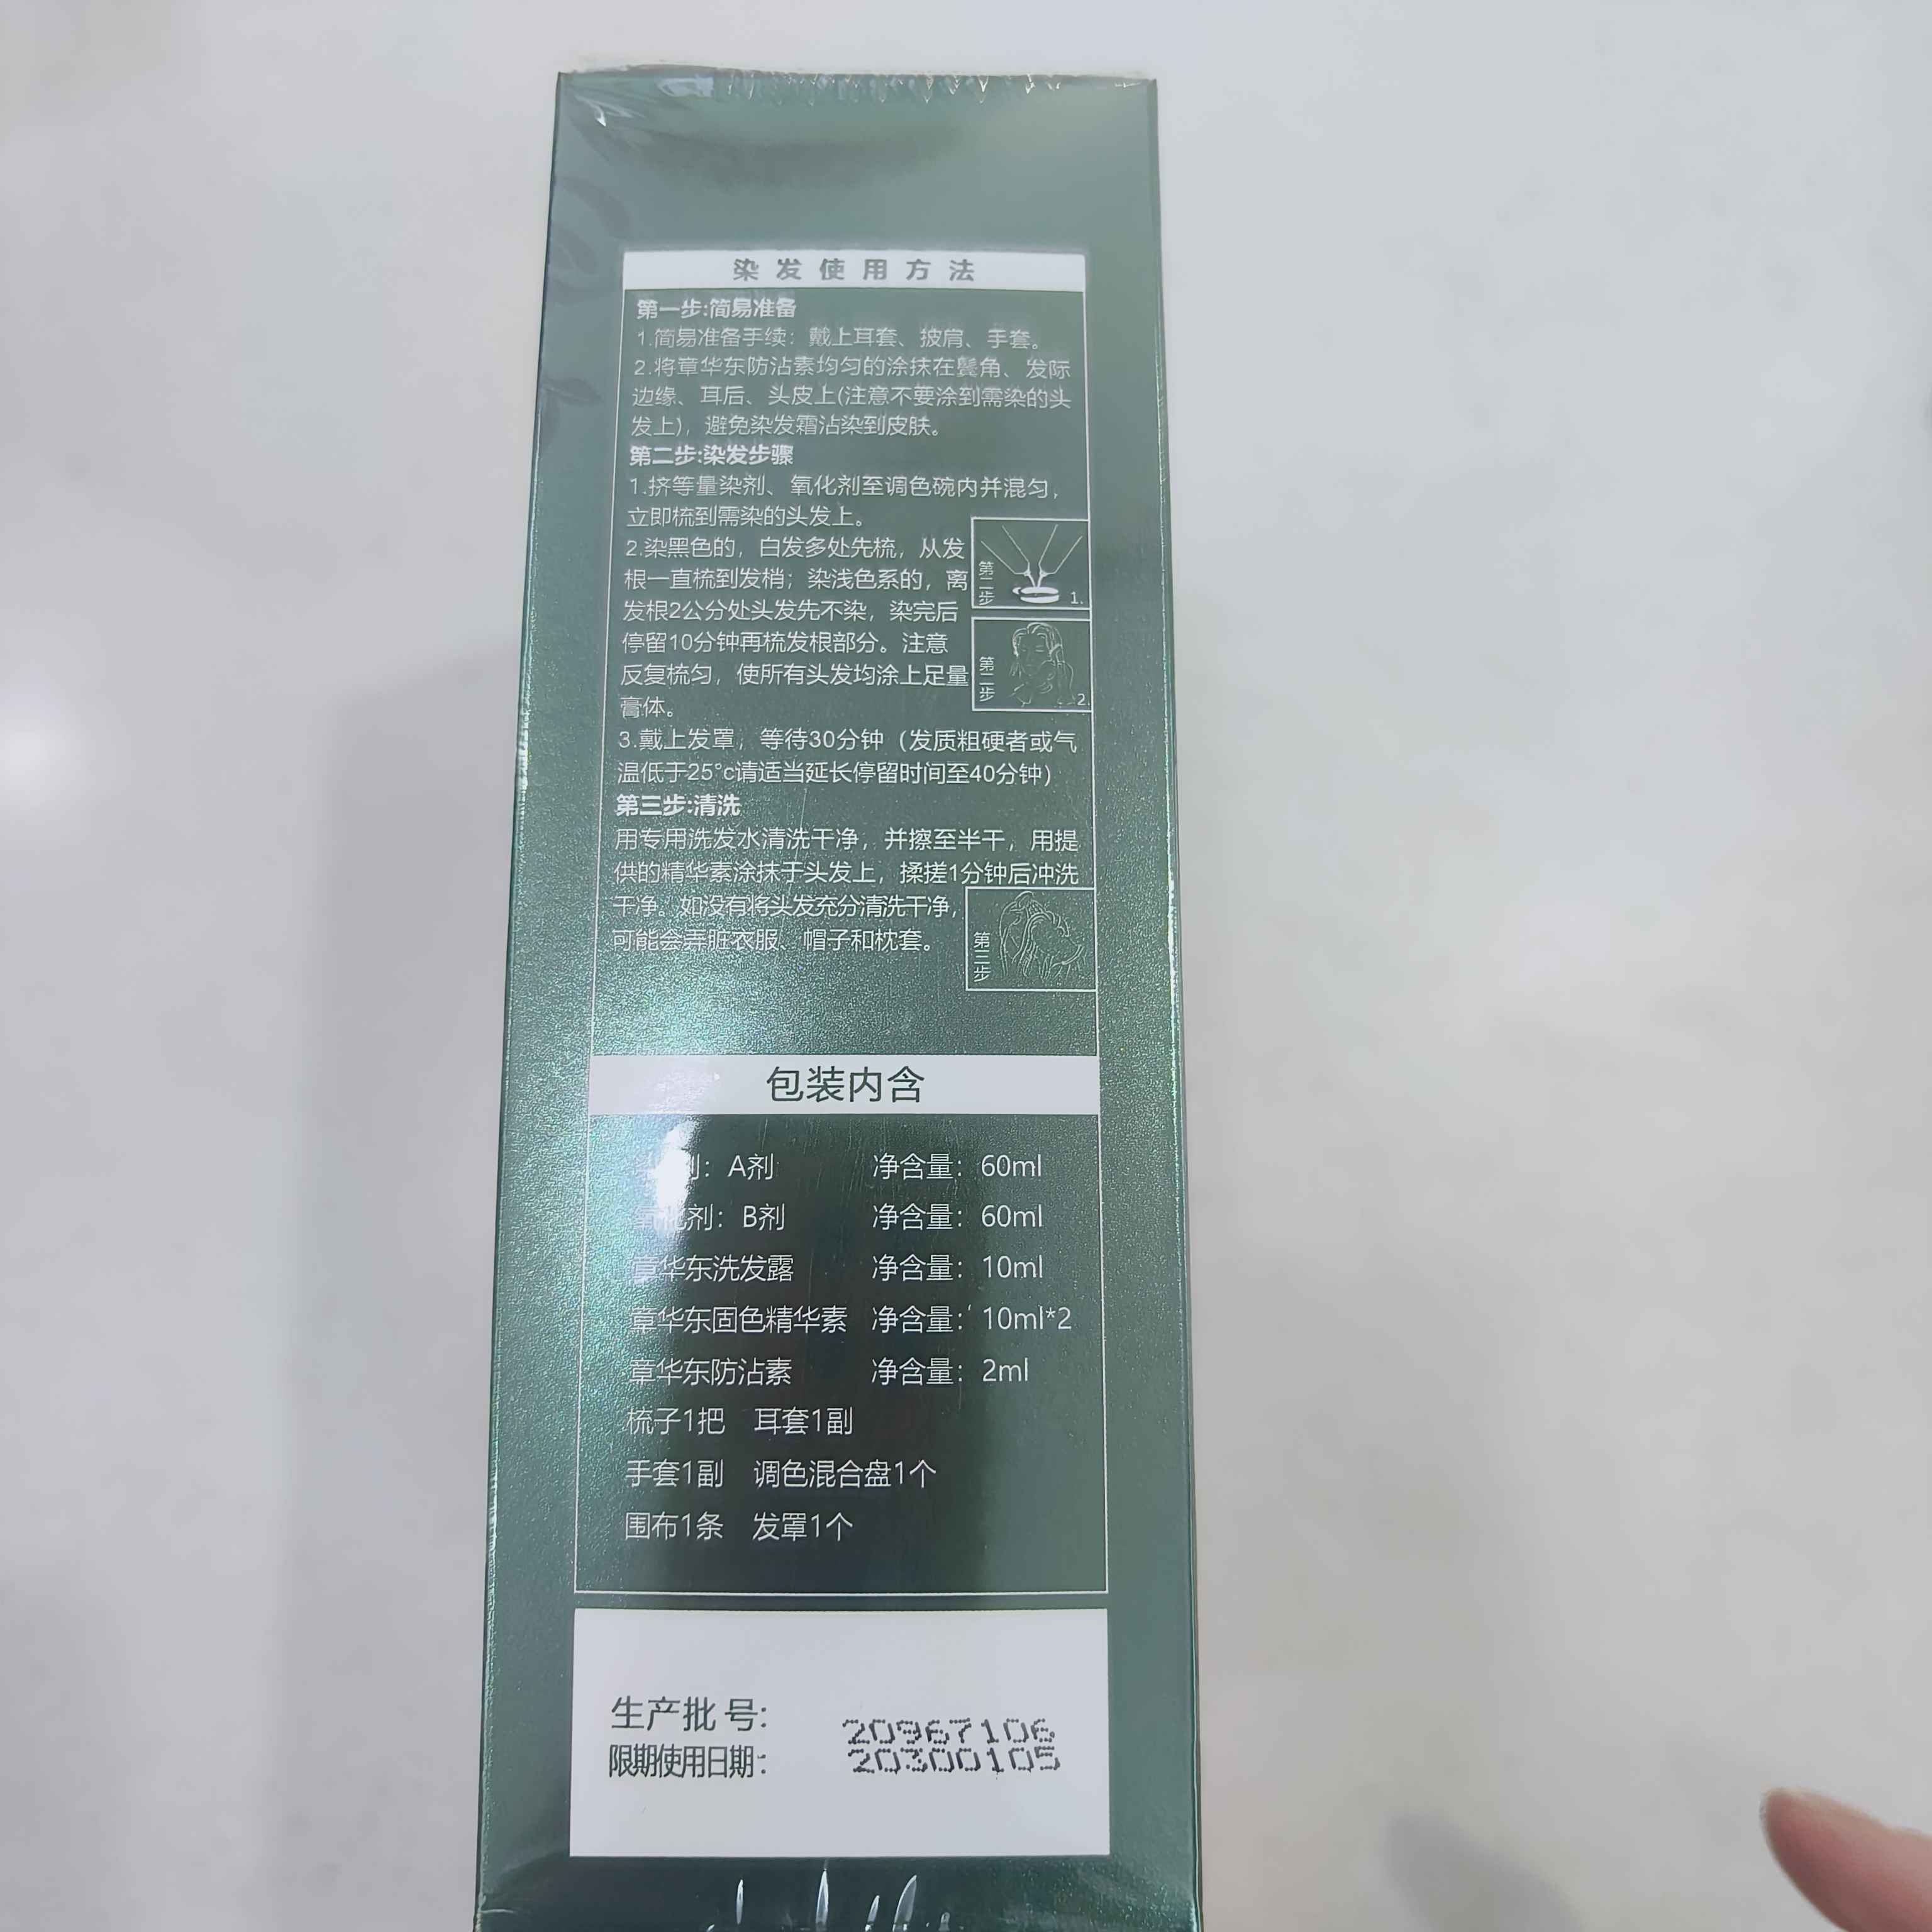 染发使用方法
第一步:简易准备
1.简易准备手续：戴上耳套、披肩、手套。
2.将章华东防沾素均匀的涂抹在鬓角、发际
边缘、耳后、头皮上(注意不要涂到需染的头
发上)，避免染发霜沾染到皮肤。
第二步:染发步骤
1.挤等量染剂、氧化剂至调色碗内并混匀，
立即梳到需染的头发上。
2.染黑色的，白发多处先梳，从发
根一直梳到发梢；染浅色系的，离
发根2公分处头发先不染，染完后
停留10分钟再梳发根部分。注意
反复梳匀，使所有头发均涂上足量
膏体。
第二步
1.
第二步
2.
3.戴上发罩；等待30分钟（发质粗硬者或气
温低于25°c请适当延长停留时间至40分钟）
第三步:清洗
用专用洗发水清洗干净，并擦至半干，用提
供的精华素涂抹于头发上，揉搓1分钟后冲洗
干净。如没有将头发充分清洗干净，
可能会弄脏衣服、帽子和枕套。
第三步
包装内含
剂：A剂 净含量：60ml
氧化剂：B剂 净含量：60ml
章华东洗发露 净含量：10ml
章华东固色精华素 净含量：10ml*2
章华东防沾素 净含量：2ml
梳子1把 耳套1副
手套1副 调色混合盘1个
围布1条 发罩1个
生产批号: 20967106
限期使用日期: 20300105